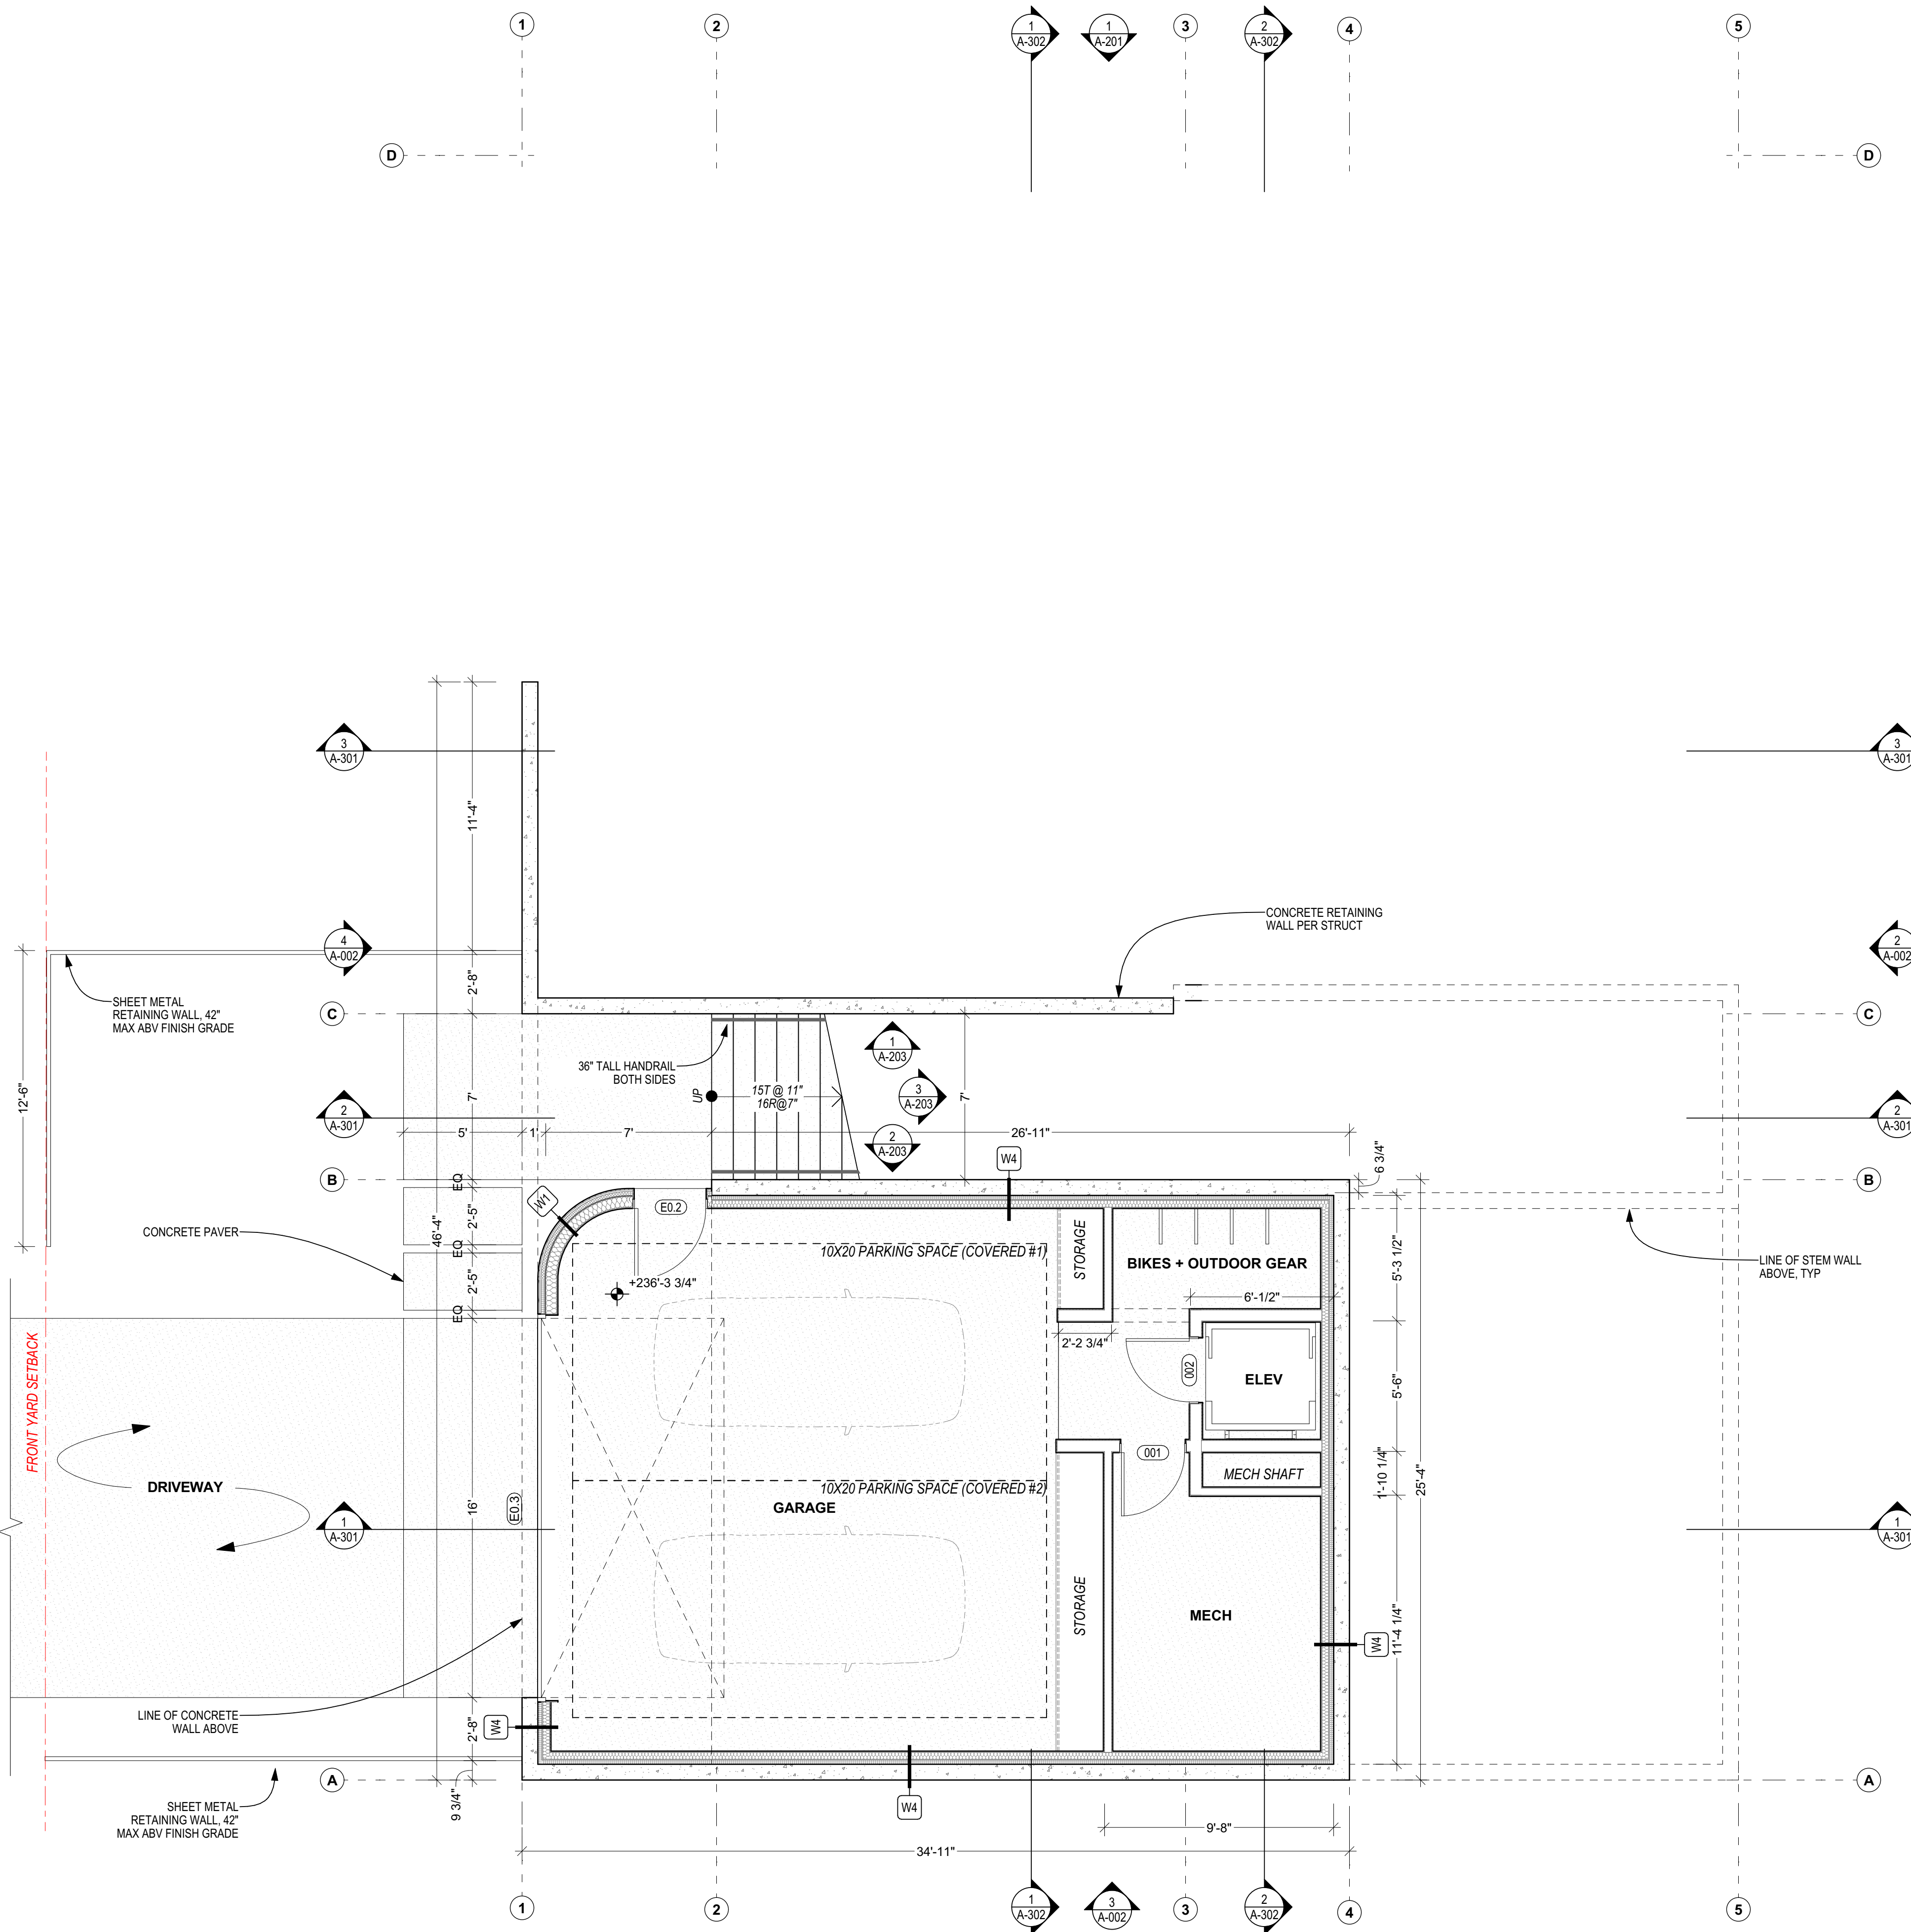 1
2
1
A-302
1
A-201
3
2
A-302
4
5
D
D
3
A-301
3
A-301
11'-4"
46'-4"
CONCRETE RETAINING
WALL PER STRUCT
4
A-002
2
A-002
2'-8"
12'-6"
SHEET METAL
RETAINING WALL, 42"
MAX ABV FINISH GRADE
C
C
1
A-203
36" TALL HANDRAIL
BOTH SIDES
UP
15T @ 11"
16R@7"
3
A-203
7'
7'
2
A-301
2
A-301
5'
1'
7'
2
A-203
26'-11"
W4
6 3/4"
B
B
EQ
W1
E0.2
2'-5"
CONCRETE PAVER
EQ
10X20 PARKING SPACE (COVERED #1)
STORAGE
BIKES + OUTDOOR GEAR
5'-3 1/2"
LINE OF STEM WALL
ABOVE, TYP
2'-5"
+236'-3 3/4"
6'-1/2"
EQ
2'-2 3/4"
FRONT YARD SETBACK
002
ELEV
5'-6"
001
MECH SHAFT
1'-10 1/4"
25'-4"
DRIVEWAY
10X20 PARKING SPACE (COVERED #2)
GARAGE
16'
E0.3
1
A-301
1
A-301
STORAGE
MECH
11'-4 1/4"
W4
LINE OF CONCRETE
WALL ABOVE
2'-8"
W4
A
A
9 3/4"
W4
SHEET METAL
RETAINING WALL, 42"
MAX ABV FINISH GRADE
9'-8"
34'-11"
1
2
1
A-302
3
A-002
3
2
A-302
4
5